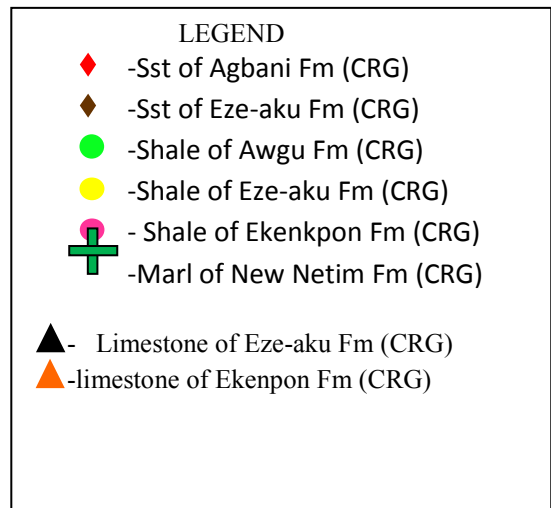 LEGEND
-Sst of Agbani Fm (CRG)
-Sst of Eze-aku Fm (CRG)
-Shale of Awgu Fm (CRG)
-Shale of Eze-aku Fm (CRG)
- Shale of Ekenkpon Fm (CRG)
-Marl of New Netim Fm (CRG)
- Limestone of Eze-aku Fm (CRG)
-limestone of Ekenpon Fm (CRG)